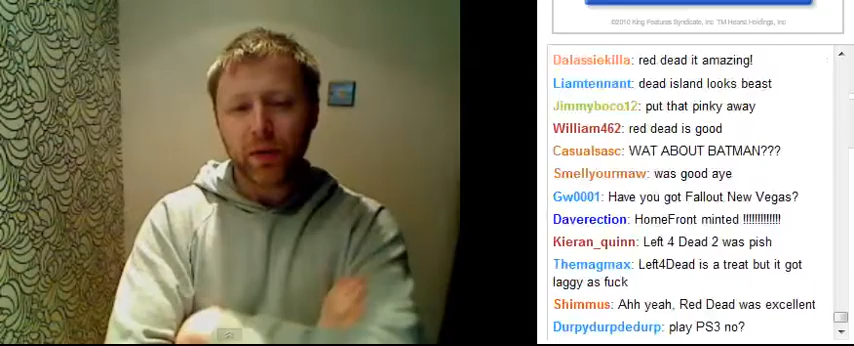 ©2010 King Features Syndicate, Inc ™ Hearst Holdings, Inc
Dalassiekilla: red dead it amazing!
Liamtennant: dead island looks beast
Jimmyboco12: put that pinky away
William462: red dead is good
Casualsasc: WAT ABOUT BATMAN???
Smellyourmaw: was good aye
Gw0001: Have you got Fallout New Vegas?
Daverection: HomeFront minted !!!!!!!!!!!!!
Kieran_quinn: Left 4 Dead 2 was pish
Themagmax: Left4Dead is a treat but it got
laggy as fuck
Shimmus: Ahh yeah, Red Dead was excellent
Durpydurpdedurp: play PS3 no?